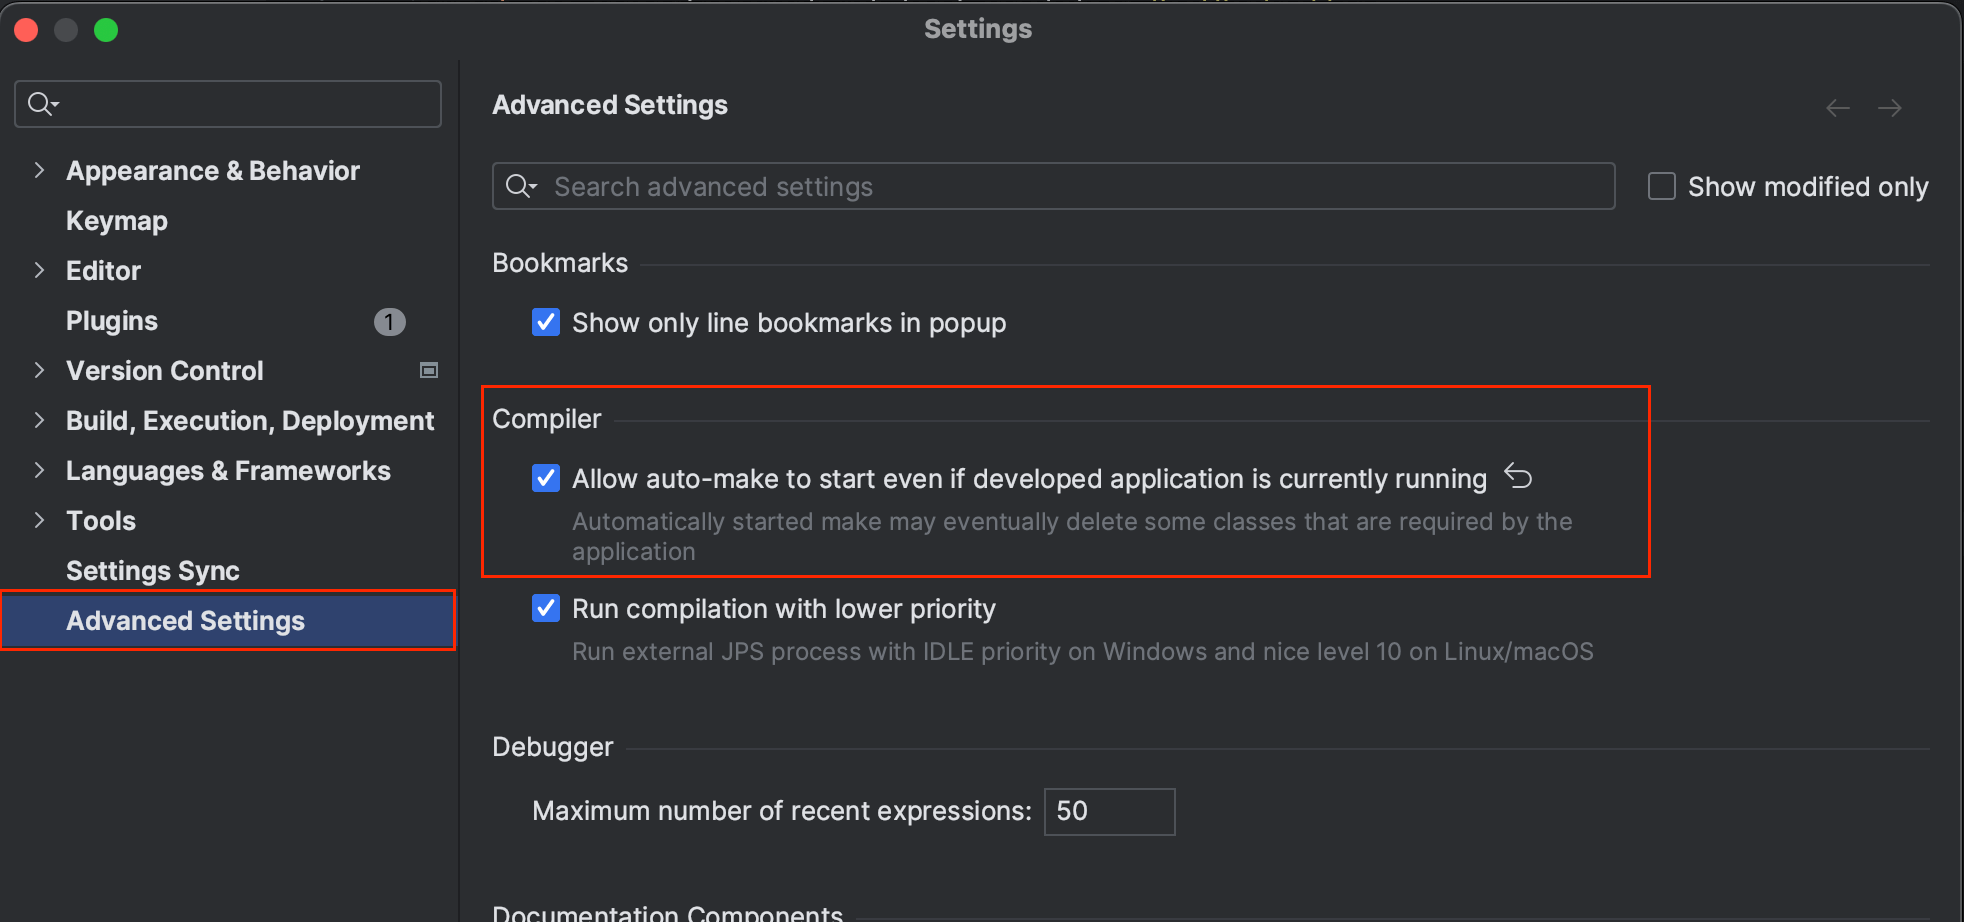 Settings
Appearance & Behavior
Keymap
Editor
Plugins 1
Version Control
Build, Execution, Deployment
Languages & Frameworks
Tools
Settings Sync
Advanced Settings
Advanced Settings
Search advanced settings
Show modified only
Bookmarks
Show only line bookmarks in popup
Compiler
Allow auto-make to start even if developed application is currently running
Automatically started make may eventually delete some classes that are required by the
application
Run compilation with lower priority
Run external JPS process with IDLE priority on Windows and nice level 10 on Linux/macOS
Debugger
Maximum number of recent expressions: 50
Documentation Components